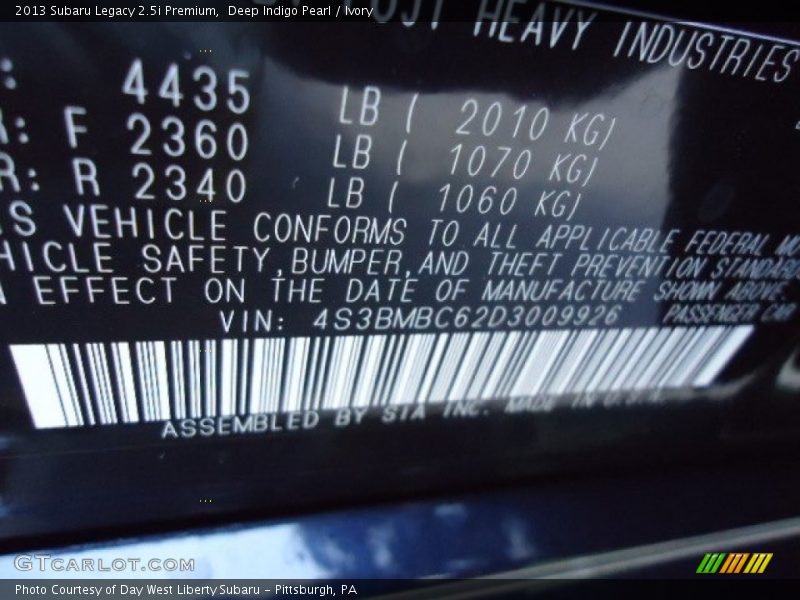 2013 Subaru Legacy 2.5i Premium,  Deep Indigo Pearl / Ivory
HEAVY INDUSTRIES
4435 LB ( 2010 KG)
F 2360 LB ( 1070 KG)
R: R 2340 LB ( 1060 KG)
VEHICLE CONFORMS TO ALL APPLICABLE FEDERAL
SAFETY,BUMPER,AND THEFT PREVENTION
EFFECT ON THE DATE OF MANUFACTURE SHOWN ABOVE.
VIN: 4S3BMBC62D3009926 PASSENGER CAR
ASSEMBLED BY SIA INC. MADE IN U.S.A.
GTCARLOT.COM
Photo Courtesy of Day West Liberty Subaru - Pittsburgh, PA